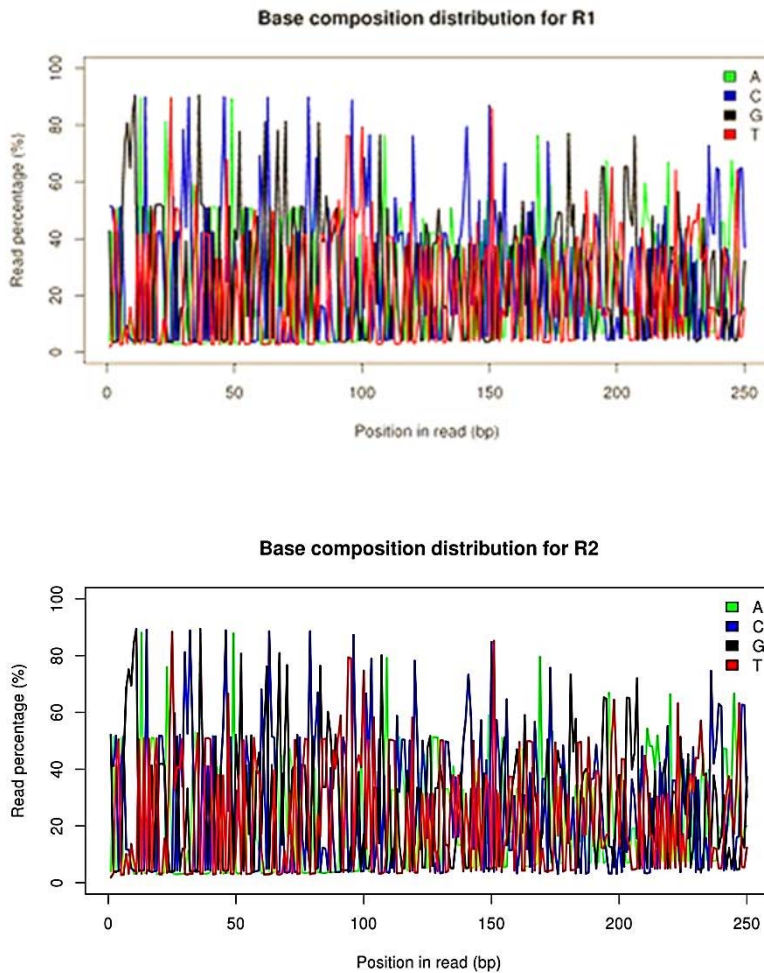 Base composition distribution for R1
Read percentage (%)
100
80
60
40
20
0
A
C
G
T
0 50 100 150 200 250
Position in read (bp)
Base composition distribution for R2
Read percentage (%)
100
80
60
40
20
0
A
C
G
T
0 50 100 150 200 250
Position in read (bp)